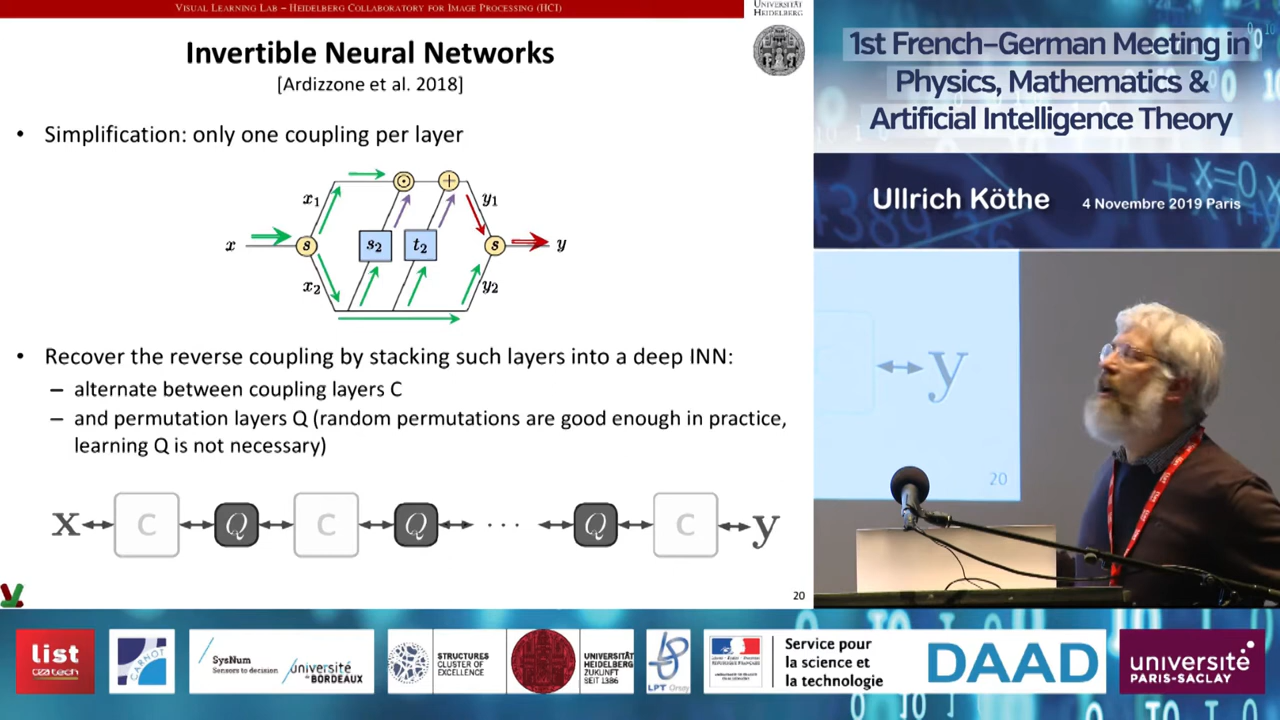 VISUAL LEARNING LAB – HEIDELBERG COLLABORATORY FOR IMAGE PROCESSING (HCI)
UNIVERSITÄT
HEIDELBERG
Invertible Neural Networks
[Ardizzone et al. 2018]
• Simplification: only one coupling per layer
x1
y1
x
s
s2
t2
s
y
x2
y2
• Recover the reverse coupling by stacking such layers into a deep INN:
– alternate between coupling layers C
– and permutation layers Q (random permutations are good enough in practice,
learning Q is not necessary)
x C Q C Q ... Q C y
20
1st French–German Meeting in
Physics, Mathematics &
Artificial Intelligence Theory
Ullrich Köthe 4 Novembre 2019 Paris
y
20
list
ceatech
CARNOT
SysNum
Sensors to decision
université
de BORDEAUX
STRUCTURES
CLUSTER OF
EXCELLENCE
UNIVERSITÄT
HEIDELBERG
ZUKUNFT
SEIT 1386
LPT Orsay
Service pour
la science et
la technologie
DAAD
université
PARIS-SACLAY